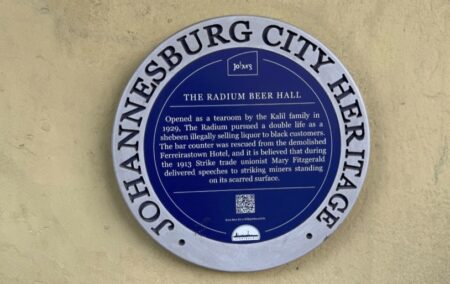 JOHANNESBURG CITY HERITAGE
joburg
THE RADIUM BEER HALL
Opened as a tearoom by the Kalil family in
1929, The Radium pursued a double life as a
shebeen illegally selling liquor to black customers.
The bar counter was rescued from the demolished
Ferreirastown Hotel, and it is believed that during
the 1913 Strike trade unionist Mary Fitzgerald
delivered speeches to striking miners standing
on its scarred surface.